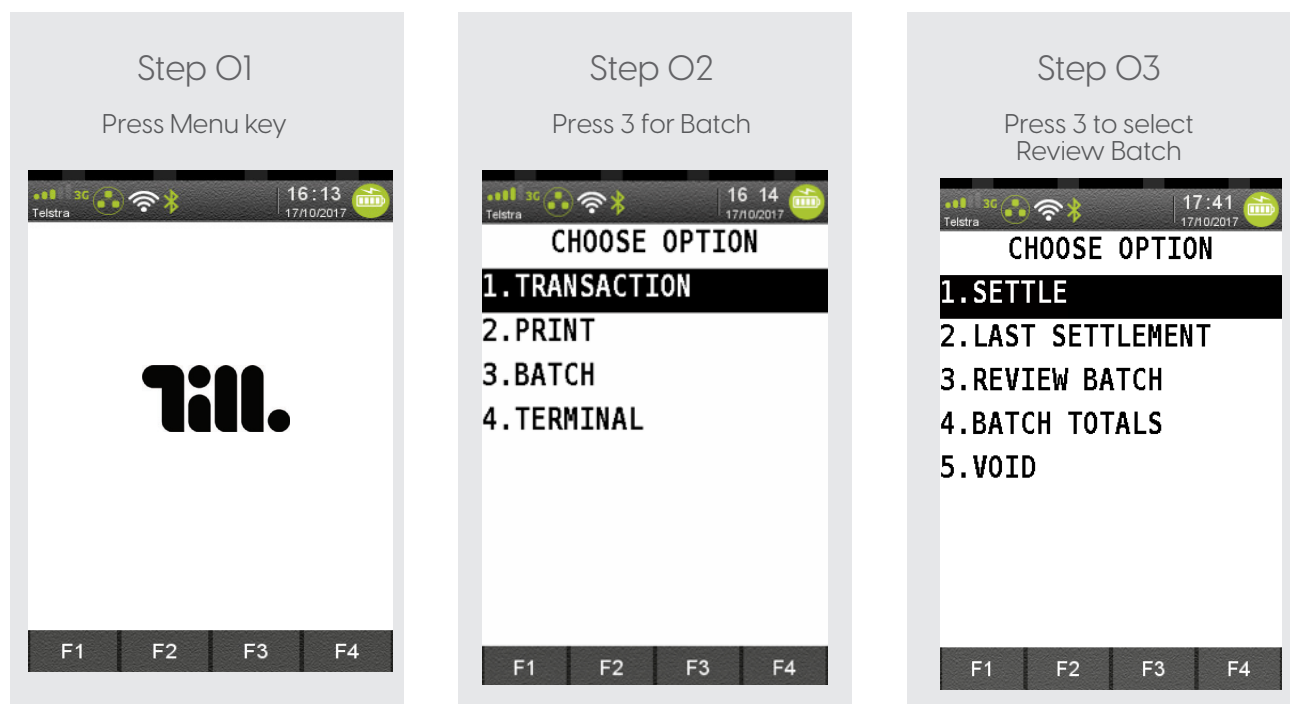 Step 01
Press Menu key
3G
Telstra
16:13
17/10/2017
Till.
F1 F2 F3 F4
Step 02
Press 3 for Batch
3G
Telstra
16 14
17/10/2017
CHOOSE OPTION
1.TRANSACTION
2.PRINT
3.BATCH
4.TERMINAL
F1 F2 F3 F4
Step 03
Press 3 to select
Review Batch
3G
Telstra
17:41
17/10/2017
CHOOSE OPTION
1.SETTLE
2.LAST SETTLEMENT
3.REVIEW BATCH
4.BATCH TOTALS
5.VOID
F1 F2 F3 F4